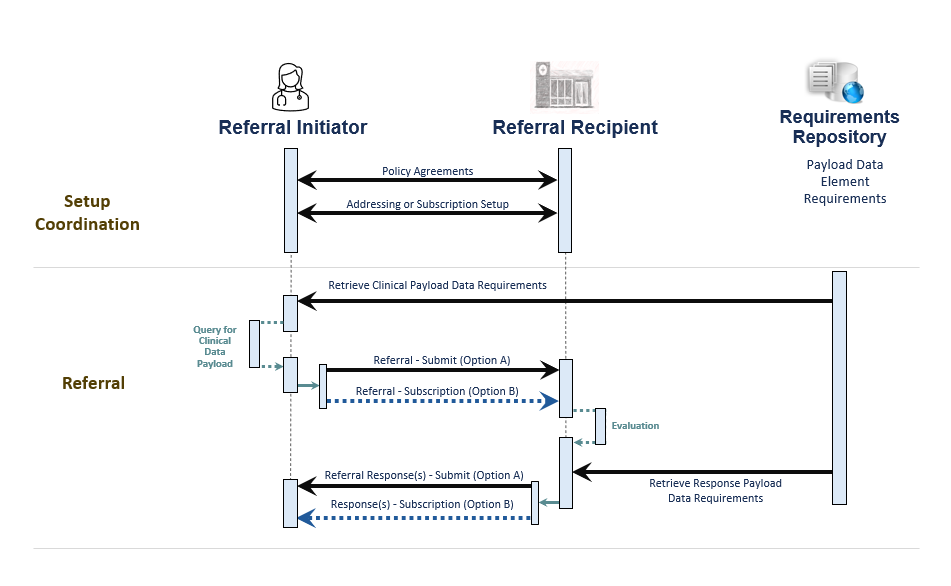 Referral Initiator
Referral Recipient
Requirements
Repository
Payload Data
Element
Requirements
Setup
Coordination
Policy Agreements
Addressing or Subscription Setup
Referral
Retrieve Clinical Payload Data Requirements
Query for
Clinical
Data
Payload
Referral - Submit (Option A)
Referral - Subscription (Option B)
Evaluation
Retrieve Response Payload
Data Requirements
Referral Response(s) - Submit (Option A)
Response(s) - Subscription (Option B)